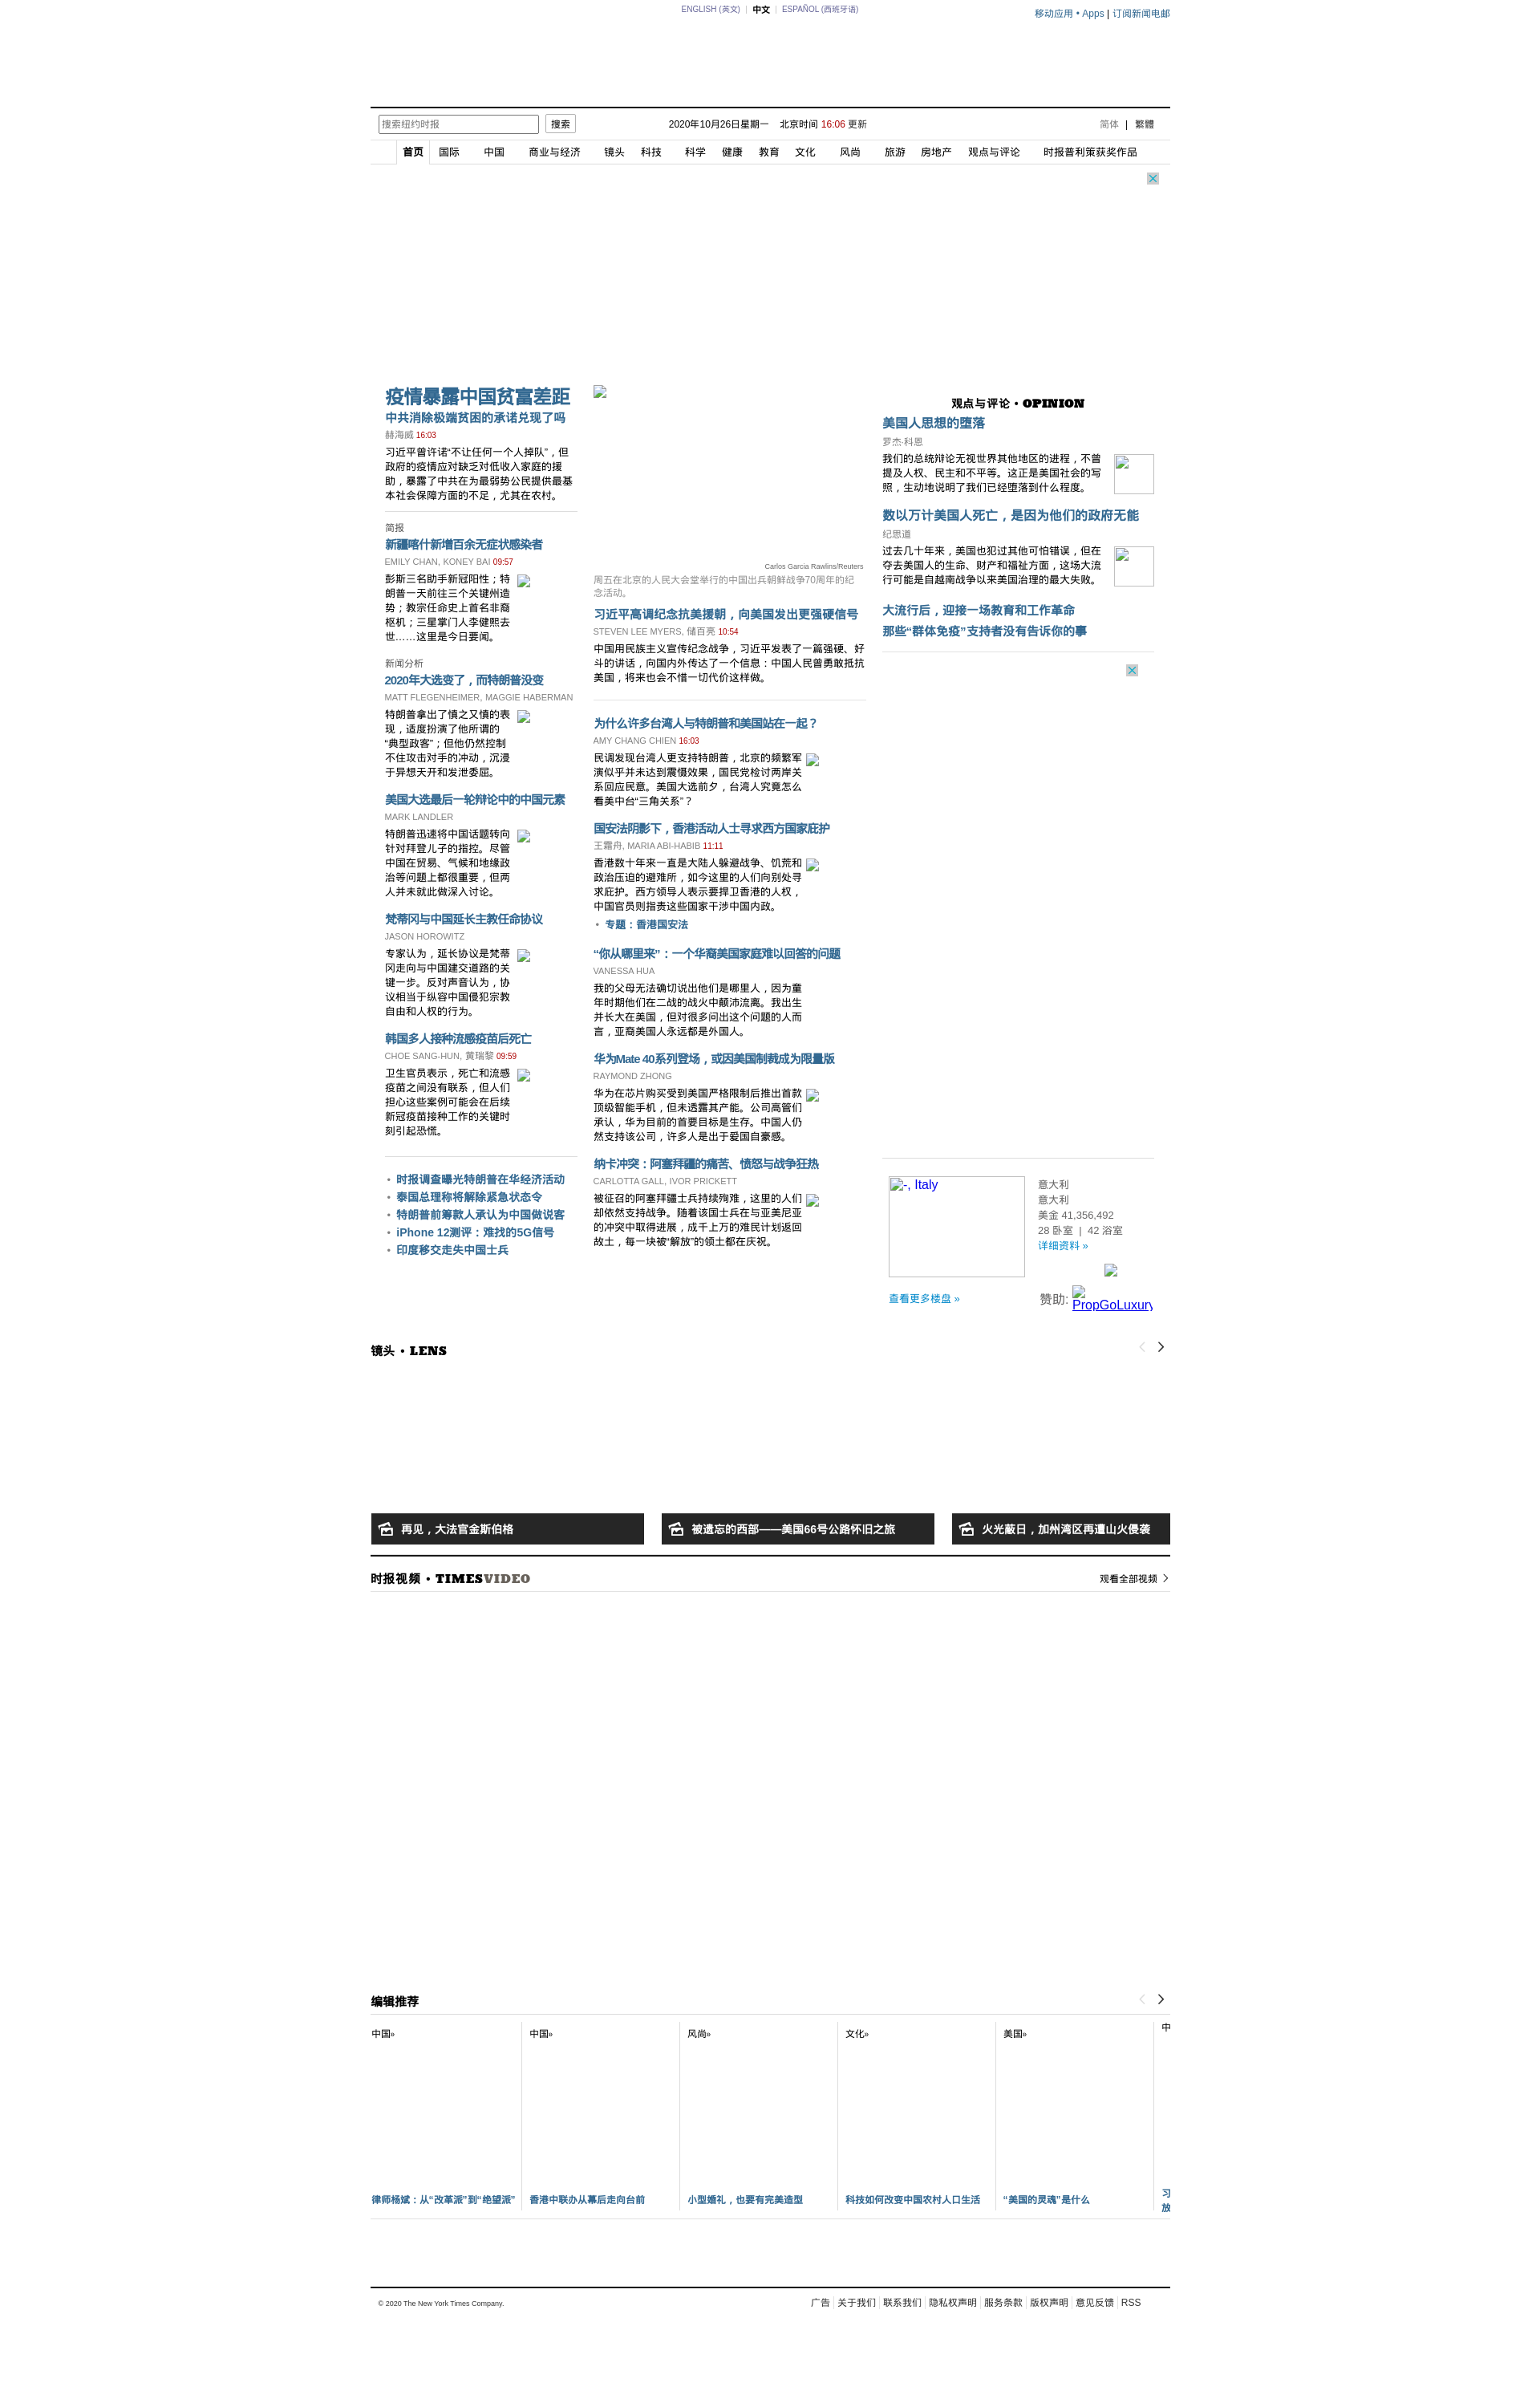 ENGLISH (英文) | 中文 | ESPAÑOL (西班牙语)
移动应用 • Apps | 订阅新闻电邮
搜索纽约时报 搜索 2020年10月26日星期一 北京时间 16:06 更新 简体 | 繁體
首页 国际 中国 商业与经济 镜头 科技 科学 健康 教育 文化 风尚 旅游 房地产 观点与评论 时报普利策获奖作品
疫情暴露中国贫富差距
中共消除极端贫困的承诺兑现了吗
赫海威 16:03
习近平曾许诺“不让任何一个人掉队”，但
政府的疫情应对缺乏对低收入家庭的援
助，暴露了中共在为最弱势公民提供最基
本社会保障方面的不足，尤其在农村。
简报
新疆喀什新增百余无症状感染者
EMILY CHAN, KONEY BAI 09:57
彭斯三名助手新冠阳性；特
朗普一天前往三个关键州造
势；教宗任命史上首名非裔
枢机；三星掌门人李健熙去
世……这里是今日要闻。
新闻分析
2020年大选变了，而特朗普没变
MATT FLEGENHEIMER, MAGGIE HABERMAN
特朗普拿出了慎之又慎的表
现，适度扮演了他所谓的
“典型政客”；但他仍然控制
不住攻击对手的冲动，沉浸
于异想天开和发泄委屈。
美国大选最后一轮辩论中的中国元素
MARK LANDLER
特朗普迅速将中国话题转向
针对拜登儿子的指控。尽管
中国在贸易、气候和地缘政
治等问题上都很重要，但两
人并未就此做深入讨论。
梵蒂冈与中国延长主教任命协议
JASON HOROWITZ
专家认为，延长协议是梵蒂
冈走向与中国建交道路的关
键一步。反对声音认为，协
议相当于纵容中国侵犯宗教
自由和人权的行为。
韩国多人接种流感疫苗后死亡
CHOE SANG-HUN, 黄瑞黎 09:59
卫生官员表示，死亡和流感
疫苗之间没有联系，但人们
担心这些案例可能会在后续
新冠疫苗接种工作的关键时
刻引起恐慌。
• 时报调查曝光特朗普在华经济活动
• 泰国总理称将解除紧急状态令
• 特朗普前筹款人承认为中国做说客
• iPhone 12测评：难找的5G信号
• 印度移交走失中国士兵
Carlos Garcia Rawlins/Reuters
周五在北京的人民大会堂举行的中国出兵朝鲜战争70周年的纪
念活动。
习近平高调纪念抗美援朝，向美国发出更强硬信号
STEVEN LEE MYERS, 储百亮 10:54
中国用民族主义宣传纪念战争，习近平发表了一篇强硬、好
斗的讲话，向国内外传达了一个信息：中国人民曾勇敢抵抗
美国，将来也会不惜一切代价这样做。
为什么许多台湾人与特朗普和美国站在一起？
AMY CHANG CHIEN 16:03
民调发现台湾人更支持特朗普，北京的频繁军
演似乎并未达到震慑效果，国民党检讨两岸关
系回应民意。美国大选前夕，台湾人究竟怎么
看美中台“三角关系”？
国安法阴影下，香港活动人士寻求西方国家庇护
王霜舟, MARIA ABI-HABIB 11:11
香港数十年来一直是大陆人躲避战争、饥荒和
政治压迫的避难所，如今这里的人们向别处寻
求庇护。西方领导人表示要捍卫香港的人权，
中国官员则指责这些国家干涉中国内政。
• 专题：香港国安法
“你从哪里来”：一个华裔美国家庭难以回答的问题
VANESSA HUA
我的父母无法确切说出他们是哪里人，因为童
年时期他们在二战的战火中颠沛流离。我出生
并长大在美国，但对很多问出这个问题的人而
言，亚裔美国人永远都是外国人。
华为Mate 40系列登场，或因美国制裁成为限量版
RAYMOND ZHONG
华为在芯片购买受到美国严格限制后推出首款
顶级智能手机，但未透露其产能。公司高管们
承认，华为目前的首要目标是生存。中国人仍
然支持该公司，许多人是出于爱国自豪感。
纳卡冲突：阿塞拜疆的痛苦、愤怒与战争狂热
CARLOTTA GALL, IVOR PRICKETT
被征召的阿塞拜疆士兵持续殉难，这里的人们
却依然支持战争。随着该国士兵在与亚美尼亚
的冲突中取得进展，成千上万的难民计划返回
故土，每一块被“解放”的领土都在庆祝。
观点与评论 • OPINION
美国人思想的堕落
罗杰·科恩
我们的总统辩论无视世界其他地区的进程，不曾
提及人权、民主和不平等。这正是美国社会的写
照，生动地说明了我们已经堕落到什么程度。
数以万计美国人死亡，是因为他们的政府无能
纪思道
过去几十年来，美国也犯过其他可怕错误，但在
夺去美国人的生命、财产和福祉方面，这场大流
行可能是自越南战争以来美国治理的最大失败。
大流行后，迎接一场教育和工作革命
那些“群体免疫”支持者没有告诉你的事
-, Italy
意大利
意大利
美金 41,356,492
28 卧室 | 42 浴室
详细资料 »
查看更多楼盘 »
赞助: PropGoLuxury
镜头 • LENS
再见，大法官金斯伯格
被遗忘的西部——美国66号公路怀旧之旅
火光蔽日，加州湾区再遭山火侵袭
时报视频 • TIMESVIDEO
观看全部视频
编辑推荐
中国» 中国» 风尚» 文化» 美国» 中
律师杨斌：从“改革派”到“绝望派”
香港中联办从幕后走向台前
小型婚礼，也要有完美造型
科技如何改变中国农村人口生活
“美国的灵魂”是什么
习
放
© 2020 The New York Times Company.
广告 | 关于我们 | 联系我们 | 隐私权声明 | 服务条款 | 版权声明 | 意见反馈 | RSS